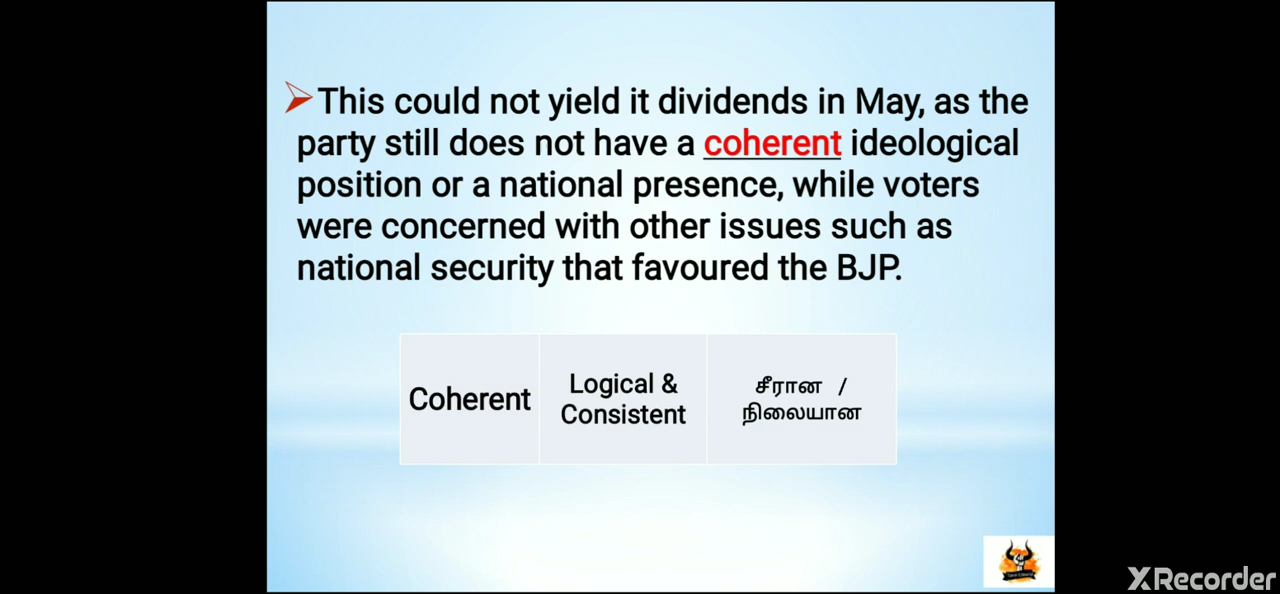 This could not yield it dividends in May, as the
party still does not have a coherent ideological
position or a national presence, while voters
were concerned with other issues such as
national security that favoured the BJP.
Coherent
Logical &
Consistent
சீரான /
நிலையான
XRecorder